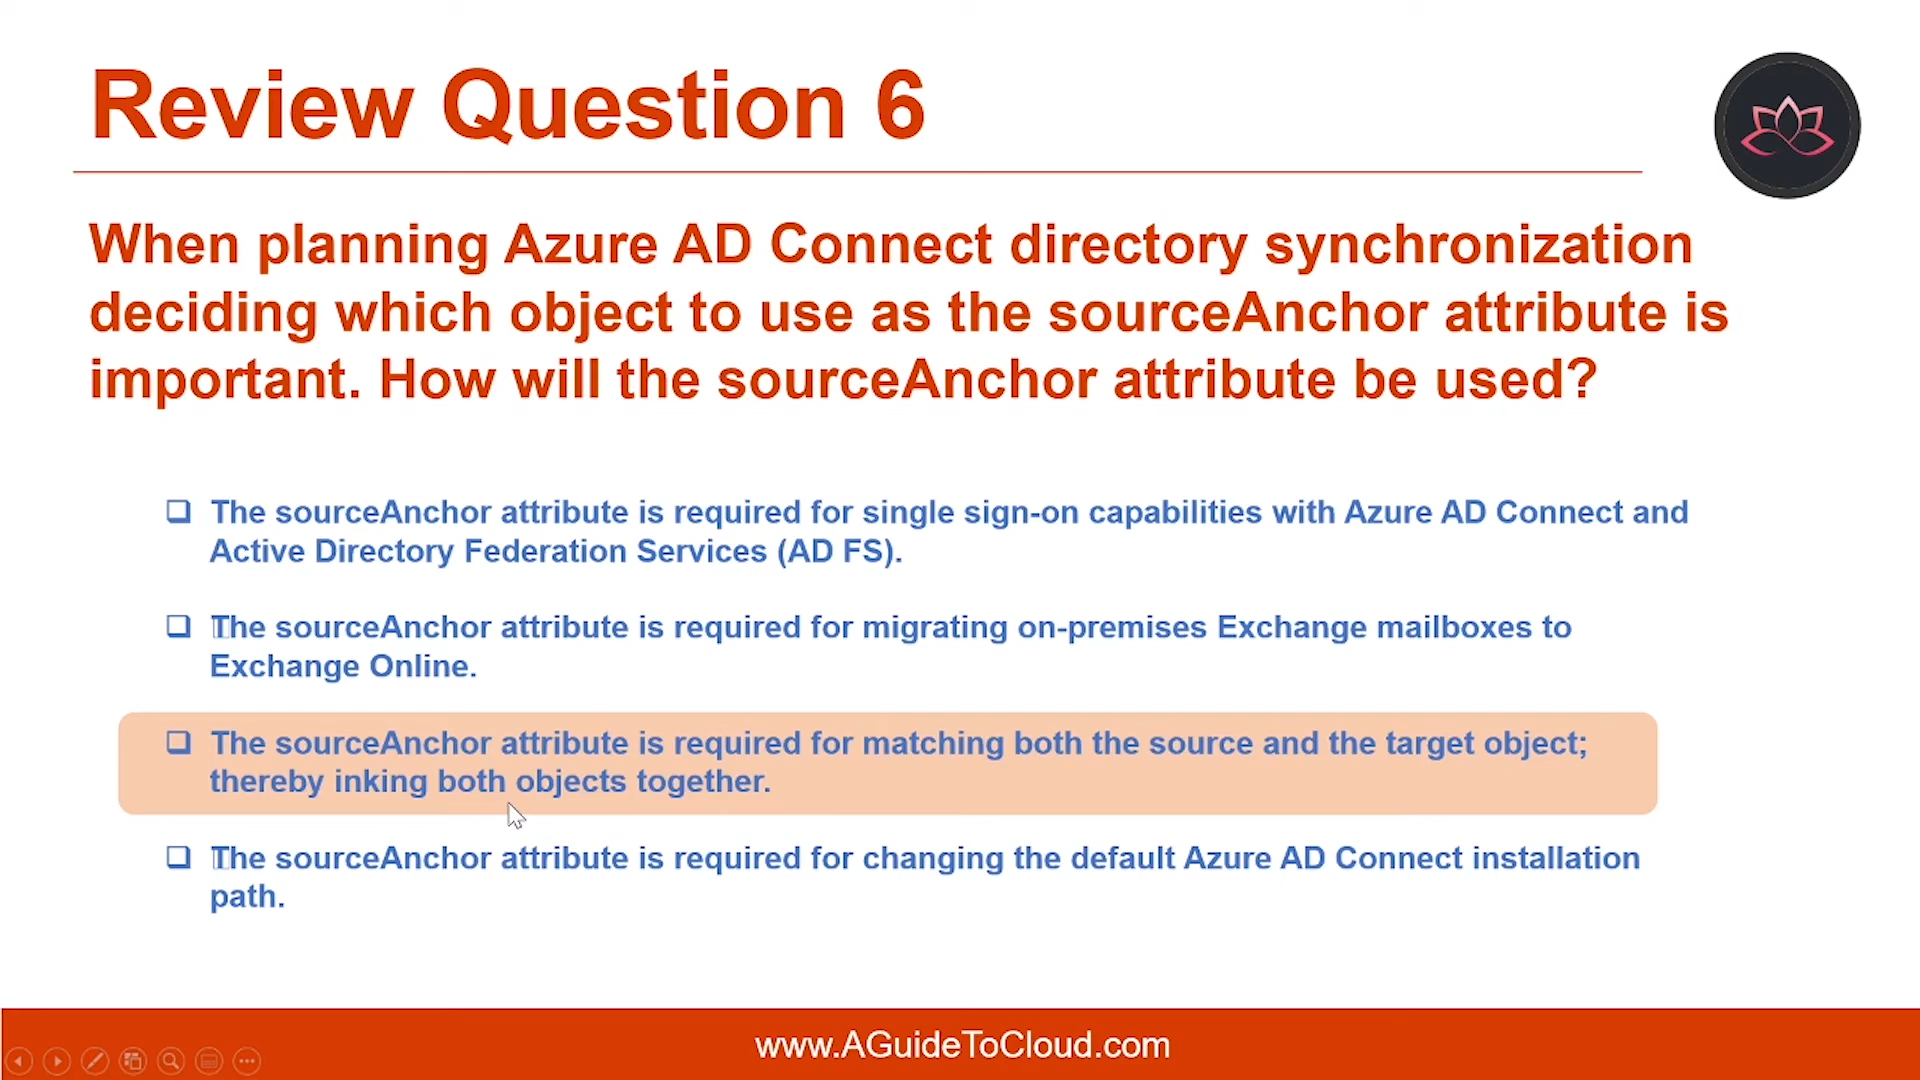 Review Question 6
When planning Azure AD Connect directory synchronization
deciding which object to use as the sourceAnchor attribute is
important. How will the sourceAnchor attribute be used?
The sourceAnchor attribute is required for single sign-on capabilities with Azure AD Connect and
Active Directory Federation Services (AD FS).
The sourceAnchor attribute is required for migrating on-premises Exchange mailboxes to
Exchange Online.
The sourceAnchor attribute is required for matching both the source and the target object;
thereby inking both objects together.
The sourceAnchor attribute is required for changing the default Azure AD Connect installation
path.
www.AGuideToCloud.com